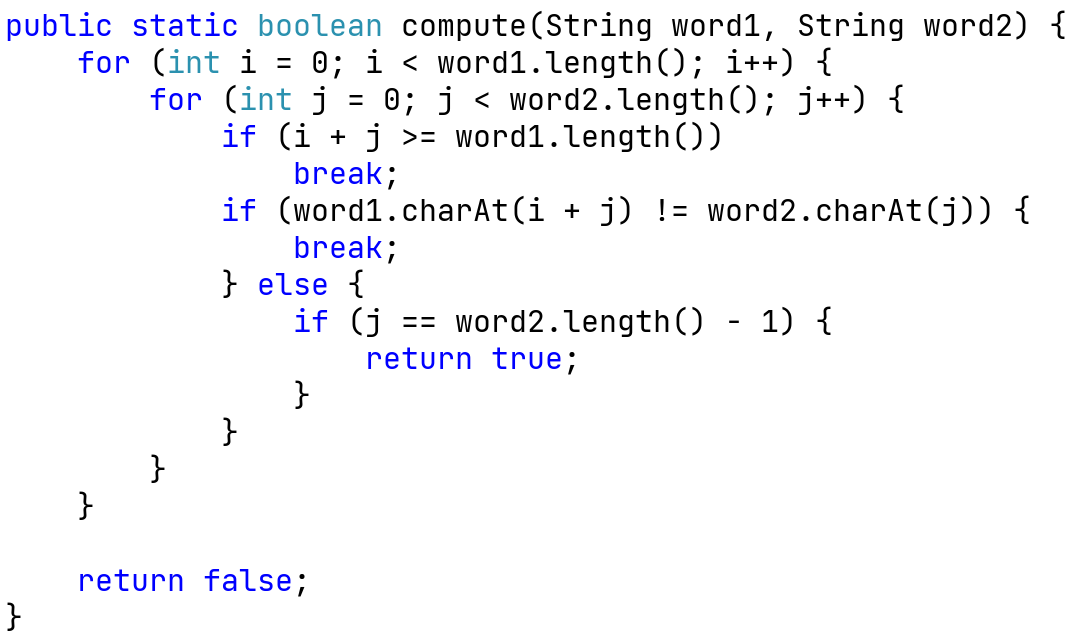 public static boolean compute(String word1, String word2) {
    for (int i = 0; i < word1.length(); i++) {
        for (int j = 0; j < word2.length(); j++) {
            if (i + j >= word1.length())
                break;
            if (word1.charAt(i + j) != word2.charAt(j)) {
                break;
            } else {
                if (j == word2.length() - 1) {
                    return true;
                }
            }
        }
    }

    return false;
}